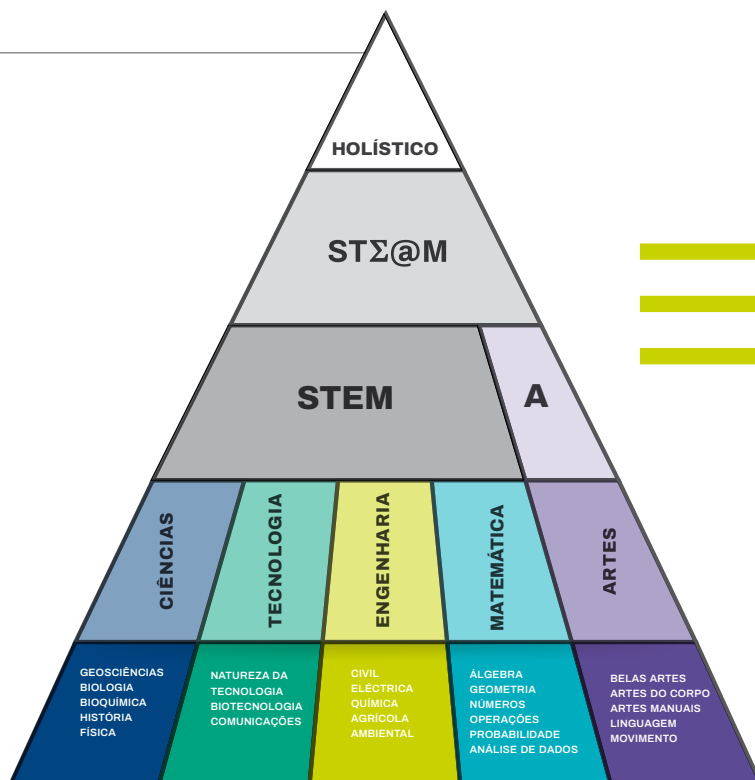 HOLÍSTICO
STΣ@M
STEM
A
CIÊNCIAS
TECNOLOGIA
ENGENHARIA
MATEMÁTICA
ARTES
GEOSCIÊNCIAS
BIOLOGIA
BIOQUÍMICA
HISTÓRIA
FÍSICA
NATUREZA DA
TECNOLOGIA
BIOTECNOLOGIA
COMUNICAÇÕES
CIVIL
ELÉCTRICA
QUÍMICA
AGRÍCOLA
AMBIENTAL
ÁLGEBRA
GEOMETRIA
NÚMEROS
OPERAÇÕES
PROBABILIDADE
ANÁLISE DE DADOS
BELAS ARTES
ARTES DO CORPO
ARTES MANUAIS
LINGUAGEM
MOVIMENTO